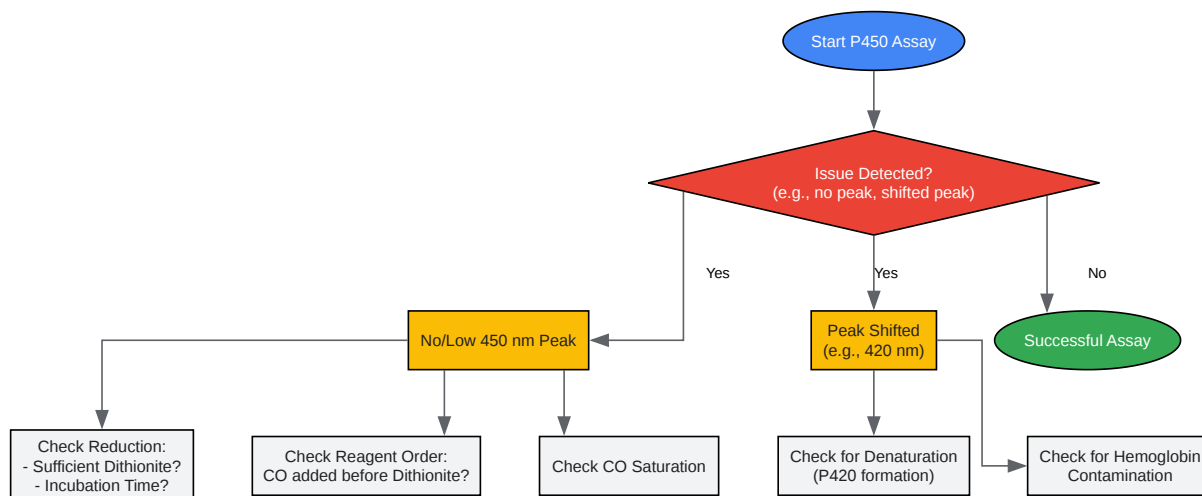 Start P450 Assay
Issue Detected?
(e.g., no peak, shifted peak)
Yes
Yes
No
No/Low 450 nm Peak
Peak Shifted
(e.g., 420 nm)
Successful Assay
Check Reduction:
- Sufficient Dithionite?
- Incubation Time?
Check Reagent Order:
CO added before Dithionite?
Check CO Saturation
Check for Denaturation
(P420 formation)
Check for Hemoglobin
Contamination